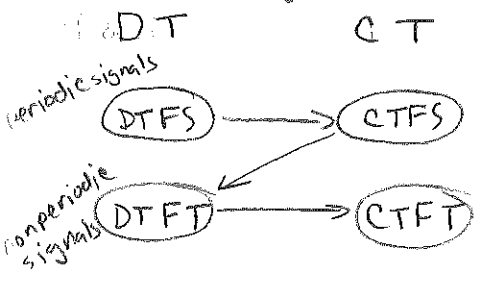 DT CT
periodic signals
DTFS CTFS
nonperiodic
signals
DTFT CTFT